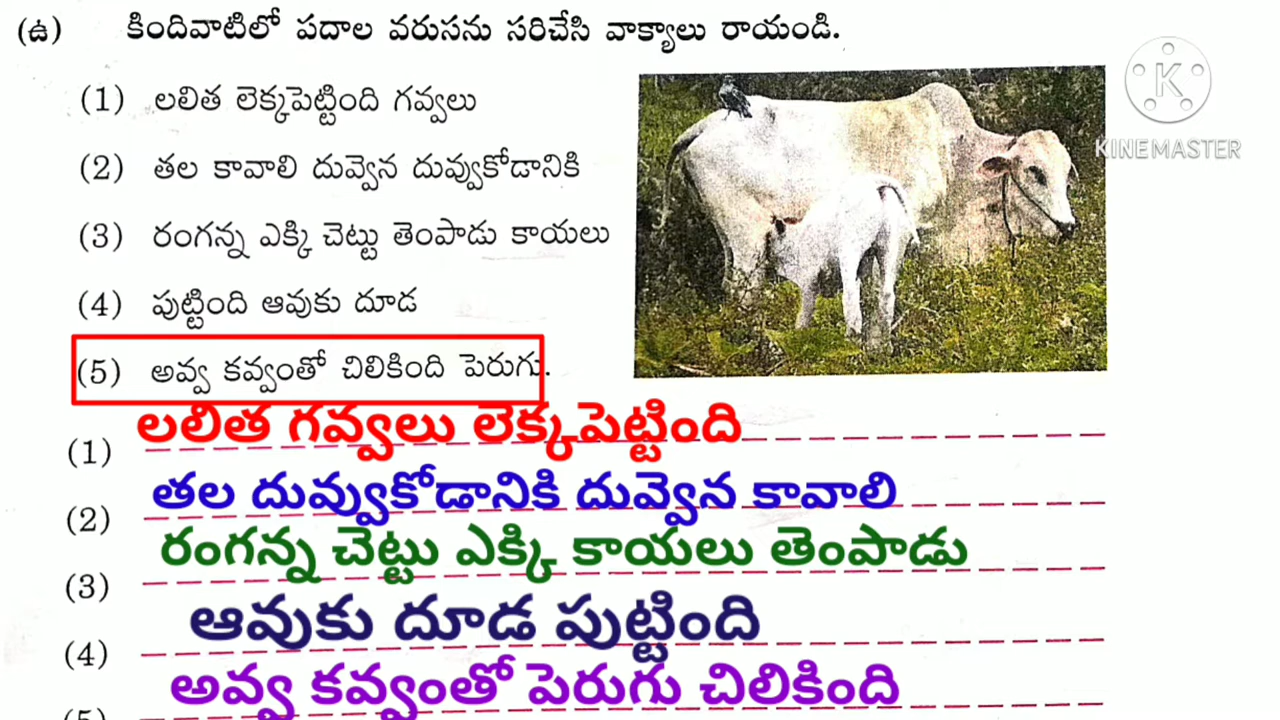 (ఉ) కిందివాటిలో పదాల వరుసను సరిచేసి వాక్యాలు రాయండి.
(1) లలిత లెక్కపెట్టింది గవ్వలు
(2) తల కావాలి దువ్వెన దువ్వుకోడానికి
(3) రంగన్న ఎక్కి చెట్టు తెంపాడు కాయలు
(4) పుట్టింది ఆవుకు దూడ
(5) అవ్వ కవ్వంతో చిలికింది పెరుగు.
K
KINEMASTER
(1) లలిత గవ్వలు లెక్కపెట్టింది
(2) తల దువ్వుకోడానికి దువ్వెన కావాలి
(3) రంగన్న చెట్టు ఎక్కి కాయలు తెంపాడు
(4) ఆవుకు దూడ పుట్టింది
(5) అవ్వ కవ్వంతో పెరుగు చిలికింది